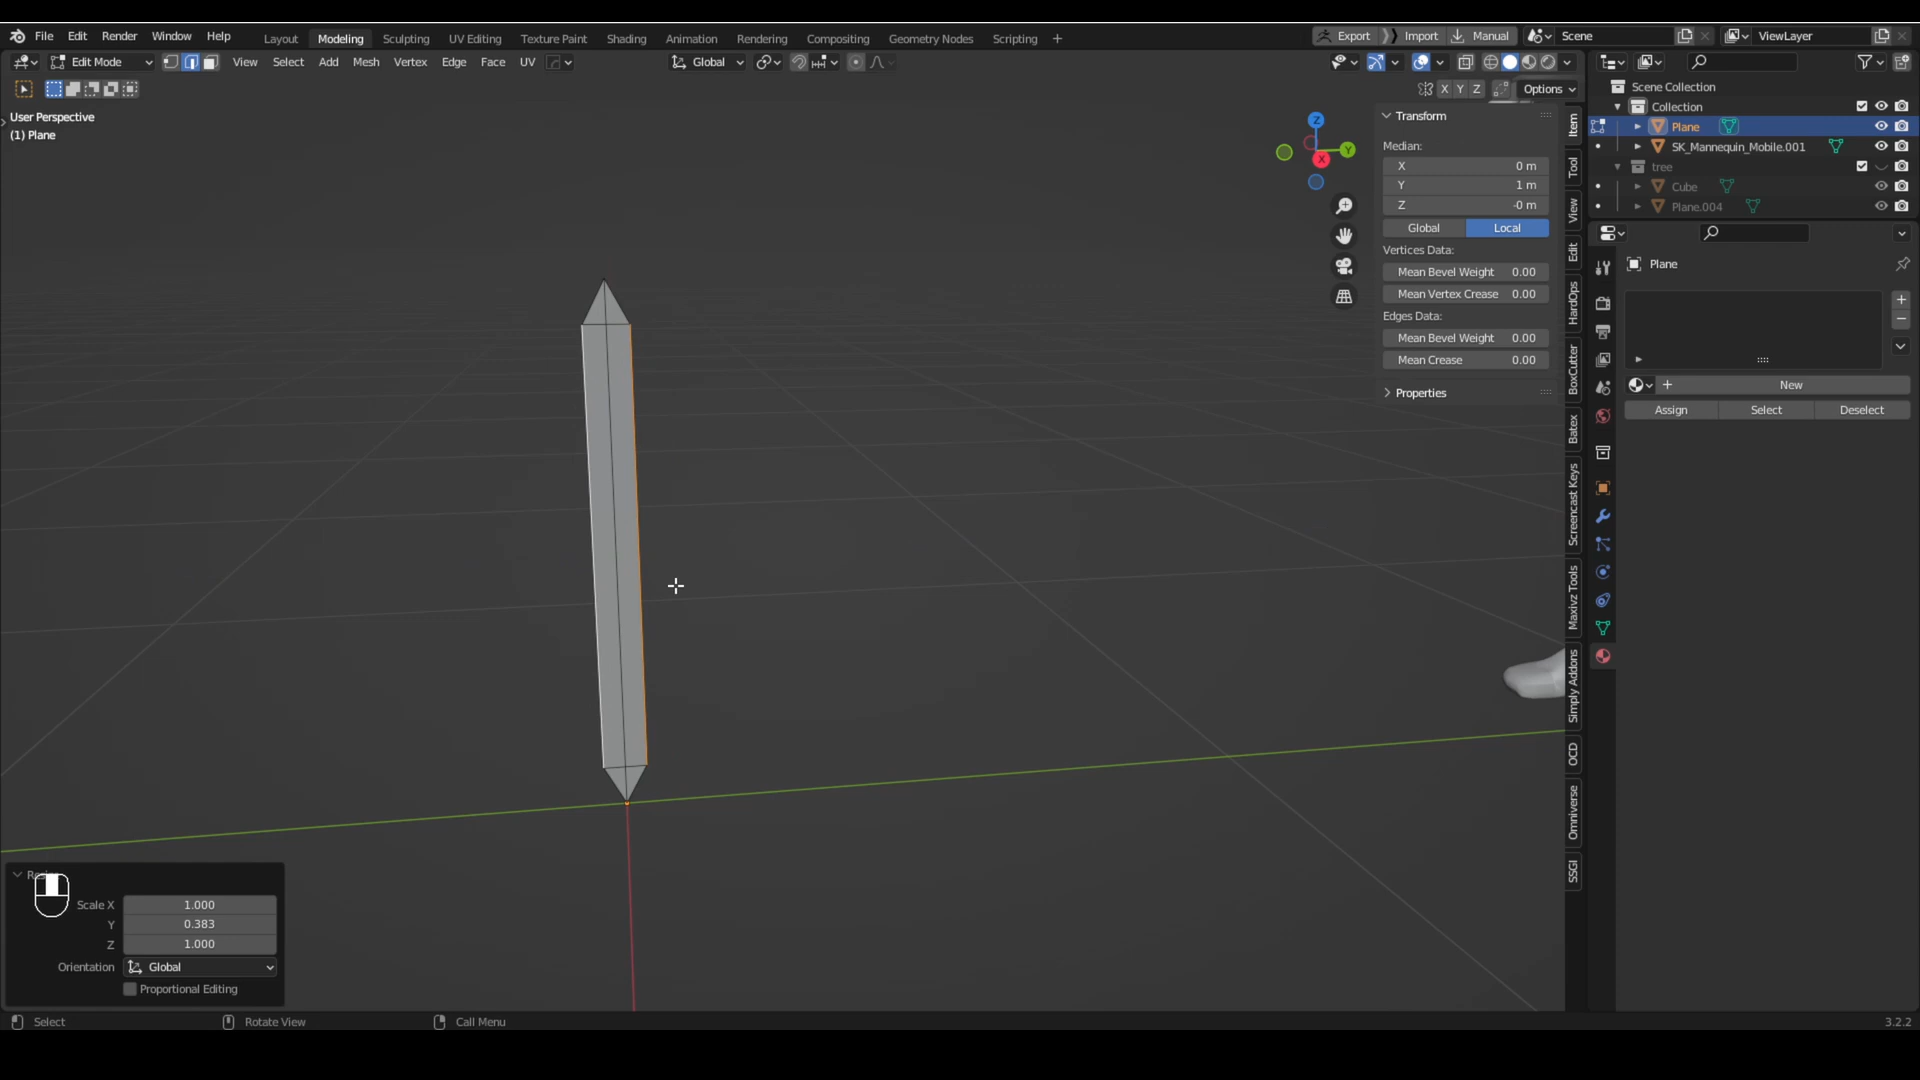 File Edit Render Window Help Layout Modeling Sculpting UV Editing Texture Paint Shading Animation Rendering Compositing Geometry Nodes Scripting + Export Import Manual Scene ViewLayer
Edit Mode View Select Add Mesh Vertex Edge Face UV Global
X Y Z Options
User Perspective
(1) Plane
Z
Y
X
Transform
Median:
X 0 m
Y 1 m
Z -0 m
Global Local
Vertices Data:
Mean Bevel Weight 0.00
Mean Vertex Crease 0.00
Edges Data:
Mean Bevel Weight 0.00
Mean Crease 0.00
Properties
Item
Tool
View
Edit
HardOps
BoxCutter
Batex
Screencast Keys
Maxivz Tools
Simply Addons
OCD
Omniverse
SSGI
Scene Collection
Collection
Plane
SK_Mannequin_Mobile.001
tree
Cube
Plane.004
Plane
New
Assign Select Deselect
Scale X 1.000
Y 0.383
Z 1.000
Orientation Global
Proportional Editing
Select Rotate View Call Menu 3.2.2